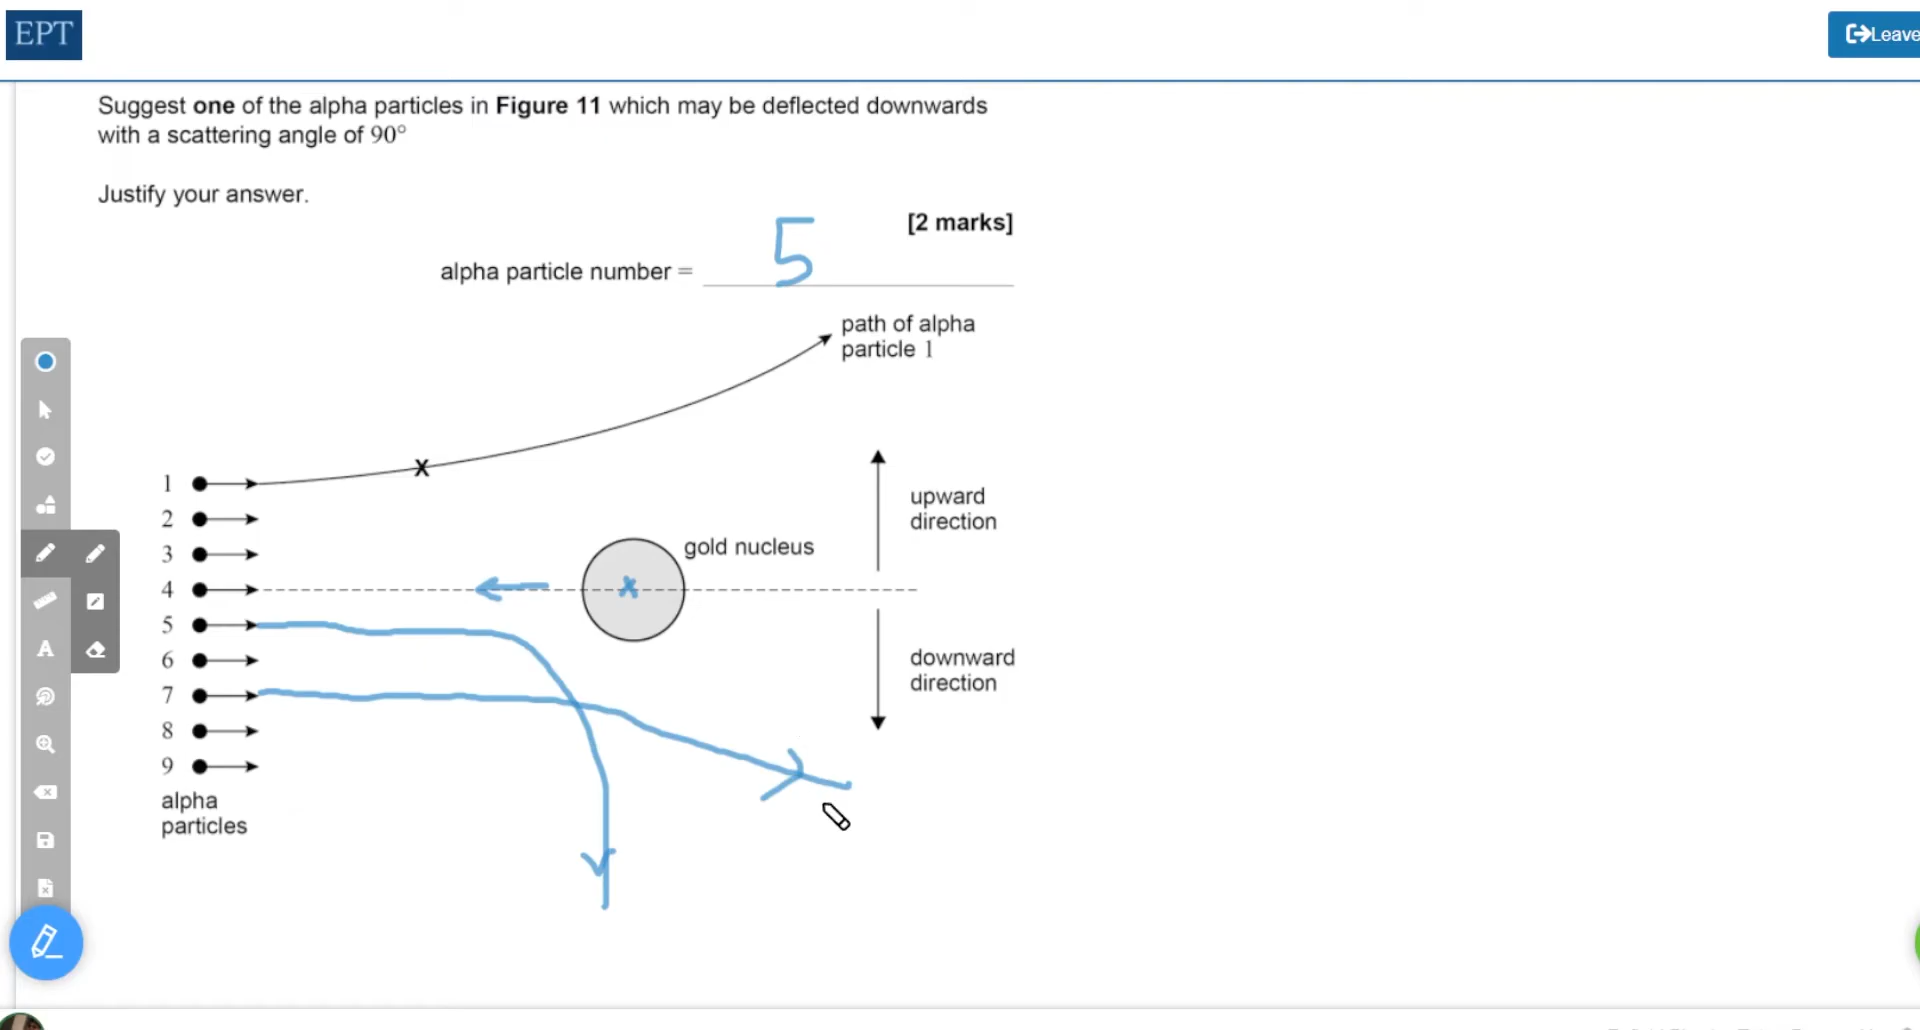 EPT
Leave
Suggest one of the alpha particles in Figure 11 which may be deflected downwards
with a scattering angle of 90°
Justify your answer.
[2 marks]
alpha particle number = 5
path of alpha
particle 1
X
1
2
3
4
5
6
7
8
9
gold nucleus
x
upward
direction
downward
direction
alpha
particles
A